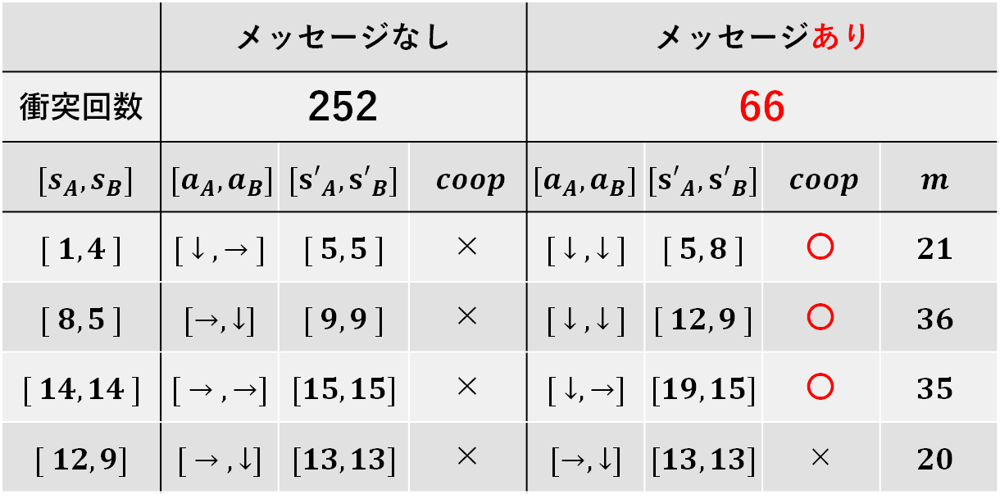 メッセージなし メッセージあり
衝突回数 252 66
[s_A, s_B] [a_A, a_B] [s′_A, s′_B] coop [a_A, a_B] [s′_A, s′_B] coop m
[ 1, 4 ] [ ↓ , → ] [ 5, 5 ] × [ ↓ , ↓ ] [ 5, 8 ] ○ 21
[ 8, 5 ] [→, ↓] [ 9, 9 ] × [ ↓ , ↓ ] [ 12, 9 ] ○ 36
[ 14, 14 ] [ → , →] [15, 15] × [ ↓, →] [19, 15] ○ 35
[ 12, 9] [ → , ↓] [13, 13] × [→, ↓] [13, 13] × 20